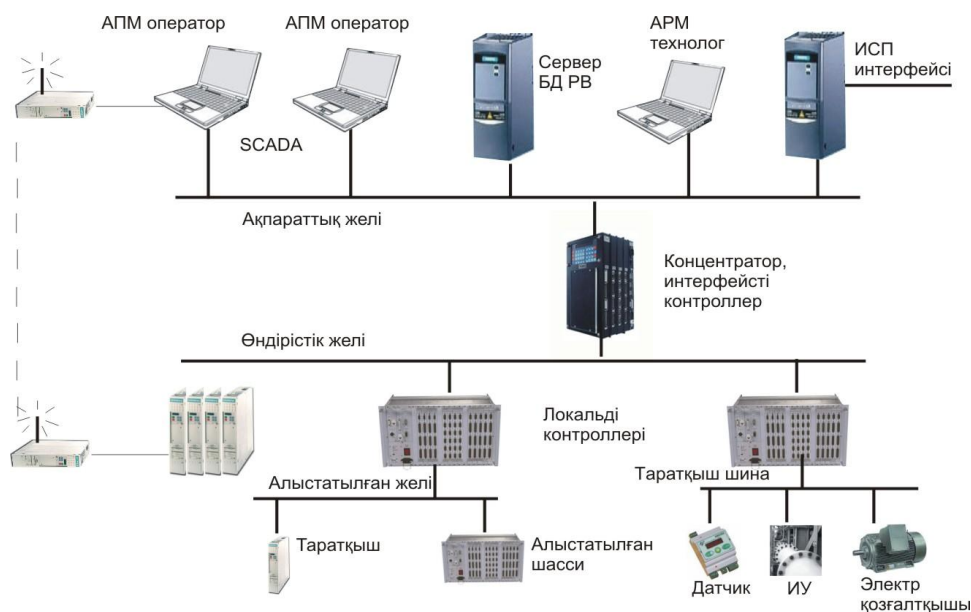 АПМ оператор
АПМ оператор
АРМ
технолог
Сервер
БД РВ
ИСП
интерфейсі
SCADA
Ақпараттық желі
Концентратор,
интерфейсті
контроллер
Өндірістік желі
Локальді
контроллері
Алыстатылған желі
Таратқыш шина
Таратқыш
Алыстатылған
шасси
Датчик
ИУ
Электр
қозғалтқышы